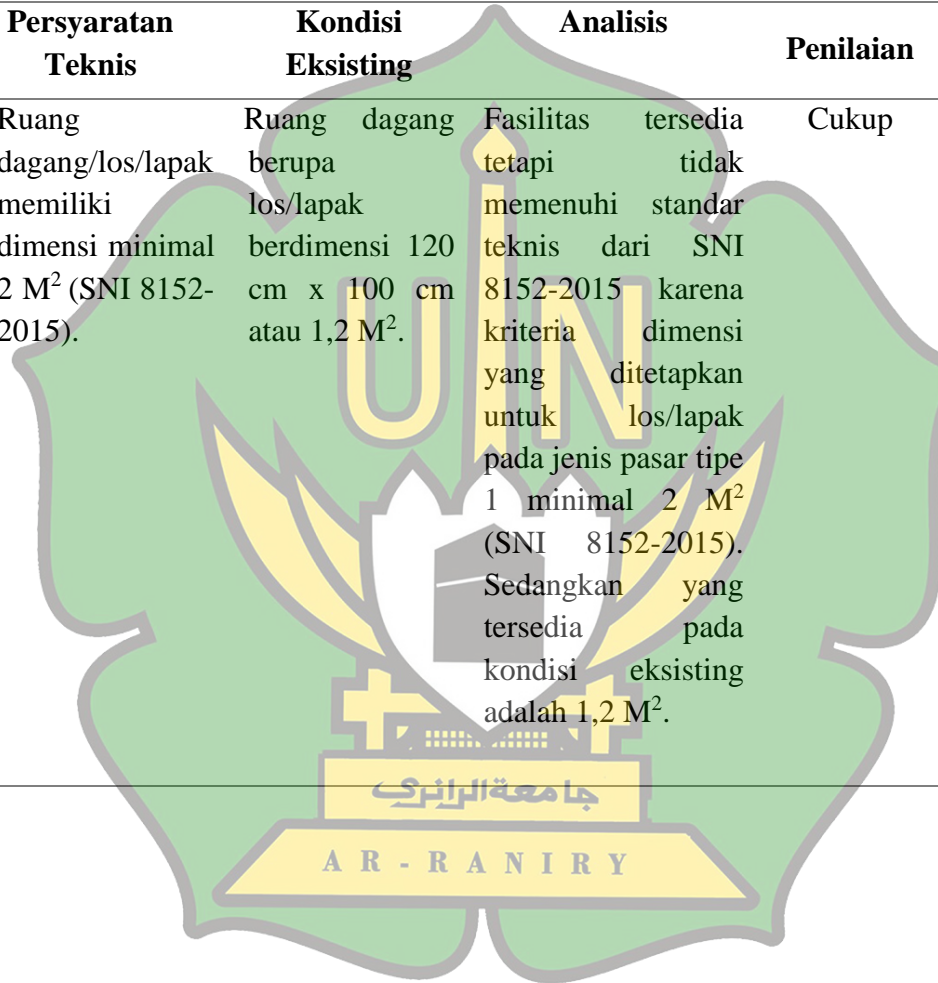 Persyaratan Teknis
Kondisi Eksisting
Analisis
Penilaian
Ruang
dagang/los/lapak
memiliki
dimensi minimal
2 M² (SNI 8152-
2015).
Ruang dagang
berupa
los/lapak
berdimensi 120
cm x 100 cm
atau 1,2 M².
Fasilitas tersedia
tetapi tidak
memenuhi standar
teknis dari SNI
8152-2015 karena
kriteria dimensi
yang ditetapkan
untuk los/lapak
pada jenis pasar tipe
1 minimal 2 M²
(SNI 8152-2015).
Sedangkan yang
tersedia pada
kondisi eksisting
adalah 1,2 M².
Cukup
UIN
جامعة الرانري
AR-RANIRY